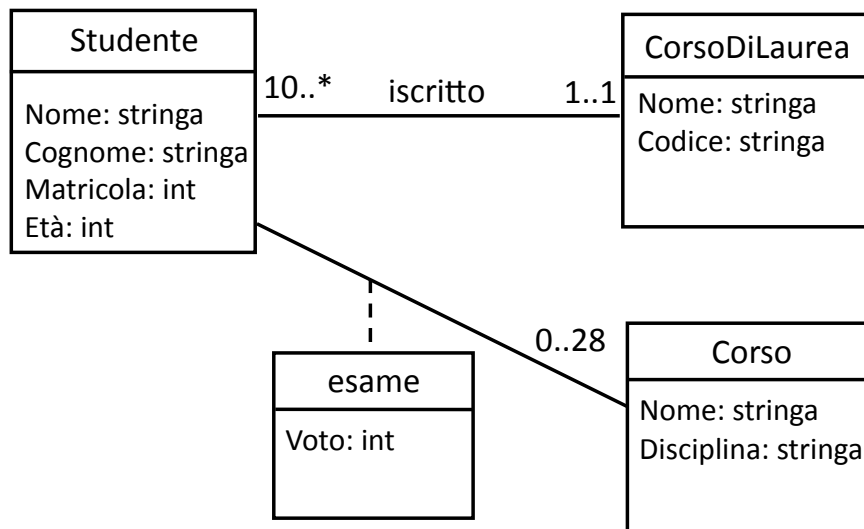 Studente
Nome: stringa
Cognome: stringa
Matricola: int
Età: int
10..*
iscritto
1..1
CorsoDiLaurea
Nome: stringa
Codice: stringa
0..28
esame
Voto: int
Corso
Nome: stringa
Disciplina: stringa